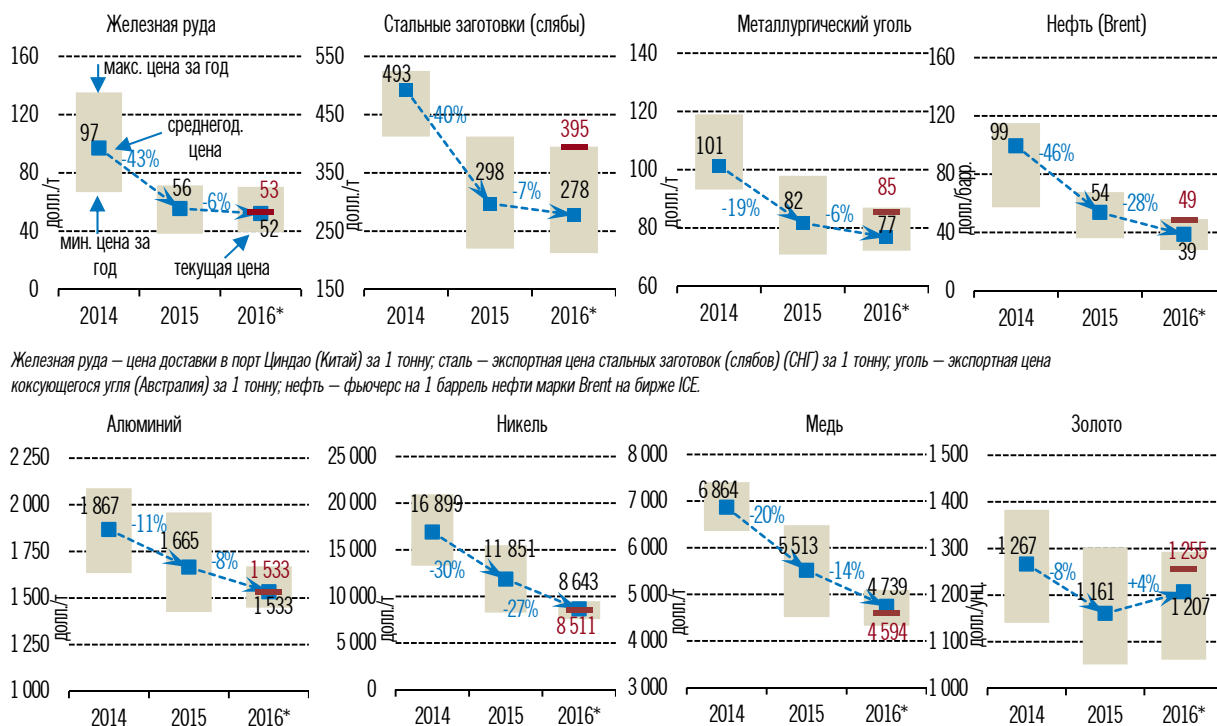 Железная руда
160
120
80
40
0
долл./т
макс. цена за год
среднегод.
цена
мин. цена за
год
текущая цена
97
-43%
56
-6%
53
52
2014 2015 2016*
Стальные заготовки (слябы)
550
450
350
250
150
долл./т
493
-40%
298
-7%
395
278
2014 2015 2016*
Металлургический уголь
140
120
100
80
60
долл./т
101
-19%
82
-6%
85
77
2014 2015 2016*
Нефть (Brent)
160
120
80
40
0
долл/барр.
99
-46%
54
-28%
49
39
2014 2015 2016*
Железная руда — цена доставки в порт Циндао (Китай) за 1 тонну; сталь — экспортная цена стальных заготовок (слябов) (СНГ) за 1 тонну; уголь — экспортная цена
коксующегося угля (Австралия) за 1 тонну; нефть — фьючерс на 1 баррель нефти марки Brent на бирже ICE.
Алюминий
2 250
2 000
1 750
1 500
1 250
1 000
долл./т
1 867
-11%
1 665
-8%
1 533
1 533
2014 2015 2016*
Никель
25 000
20 000
15 000
10 000
5 000
0
долл./т
16 899
-30%
11 851
-27%
8 643
8 511
2014 2015 2016*
Медь
8 000
7 000
6 000
5 000
4 000
3 000
долл./т
6 864
-20%
5 513
-14%
4 739
4 594
2014 2015 2016*
Золото
1 500
1 400
1 300
1 200
1 100
1 000
долл./унц.
1 267
-8%
1 161
+4%
1 255
1 207
2014 2015 2016*